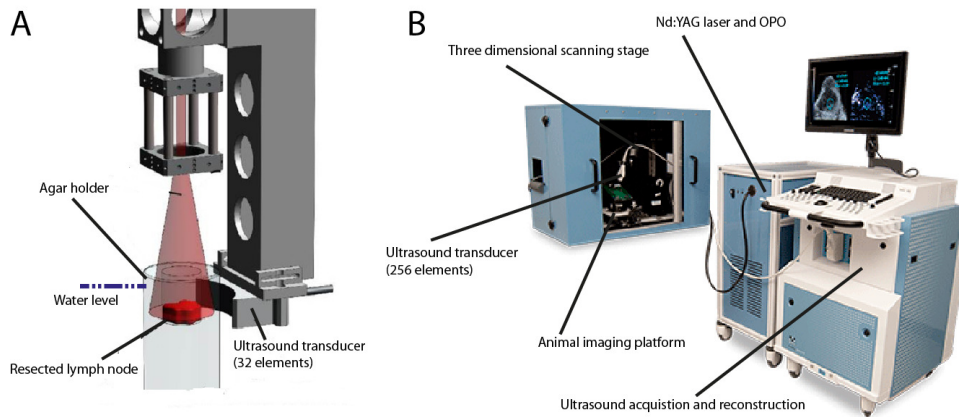 A
Agar holder
Water level
Resected lymph node
Ultrasound transducer
(32 elements)
B
Nd:YAG laser and OPO
Three dimensional scanning stage
Ultrasound transducer
(256 elements)
Animal imaging platform
Ultrasound acquistion and reconstruction